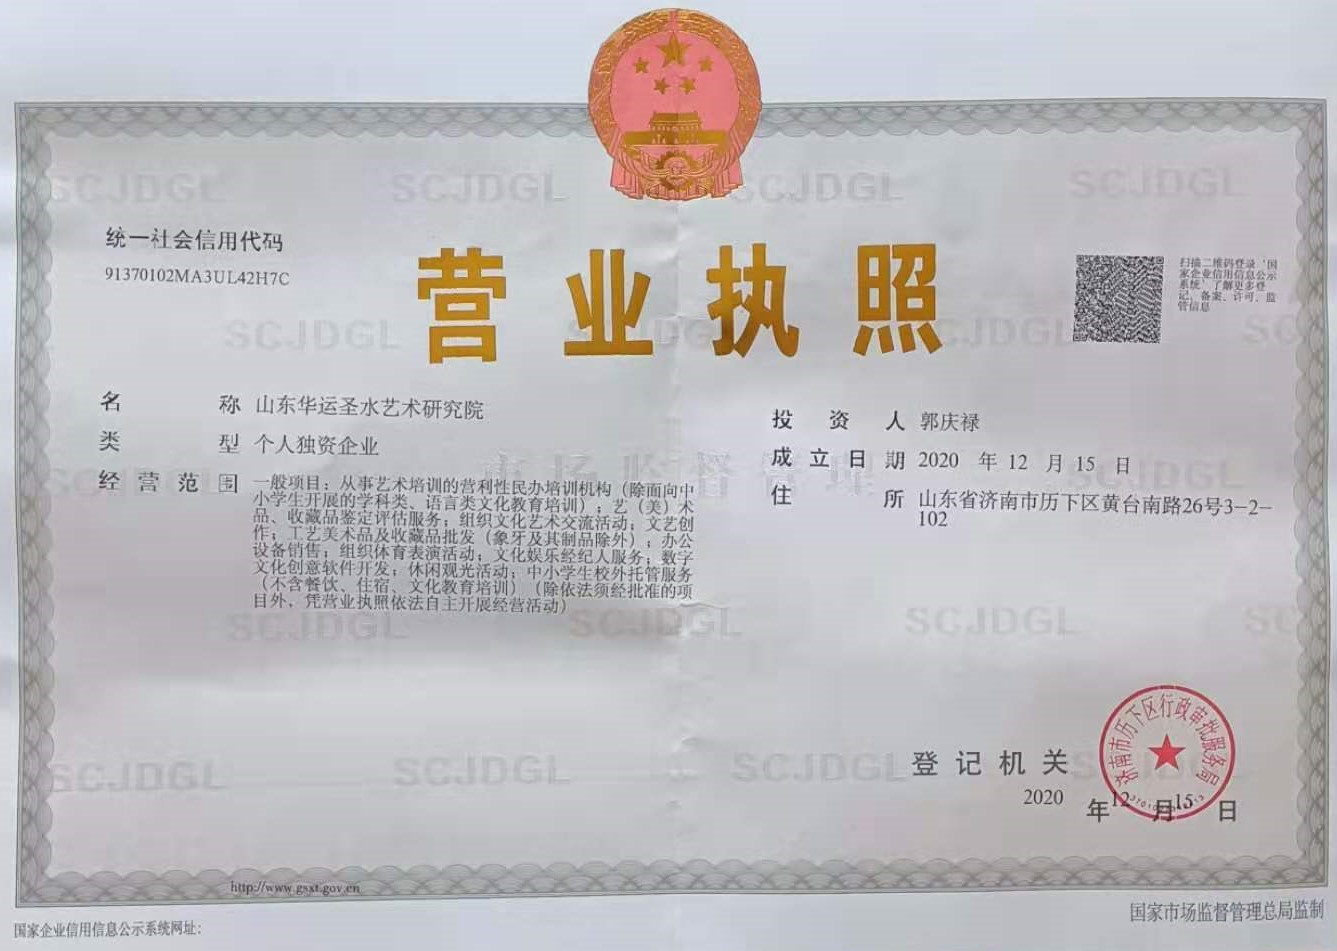 统一社会信用代码
91370102MA3UL42H7C
营业执照
扫描二维码登录‘国
家企业信用信息公示
系统’了解更多登
记、备案、许可、监
管信息
名称 山东华运圣水艺术研究院
类型 个人独资企业
经营范围 一般项目：从事艺术培训的营利性民办培训机构（除面向中
小学生开展的学科类、语言类文化教育培训）；艺（美）术
品、收藏品鉴定评估服务；组织文化艺术交流活动；文艺创
作；工艺美术品及收藏品批发（象牙及其制品除外）；办公
设备销售；组织体育表演活动；文化娱乐经纪人服务；数字
文化创意软件开发；休闲观光活动；中小学生校外托管服务
（不含餐饮、住宿、文化教育培训）（除依法须经批准的项
目外，凭营业执照依法自主开展经营活动）
投资人 郭庆禄
成立日期 2020 年 12 月 15 日
住所 山东省济南市历下区黄台南路26号3-2-
102
市场监督管理
SCJDGL
登记机关
济南市历下区行政审批服务局
2020 年 12 月 15 日
http://www.gsxt.gov.cn
国家企业信用信息公示系统网址：
国家市场监督管理总局监制